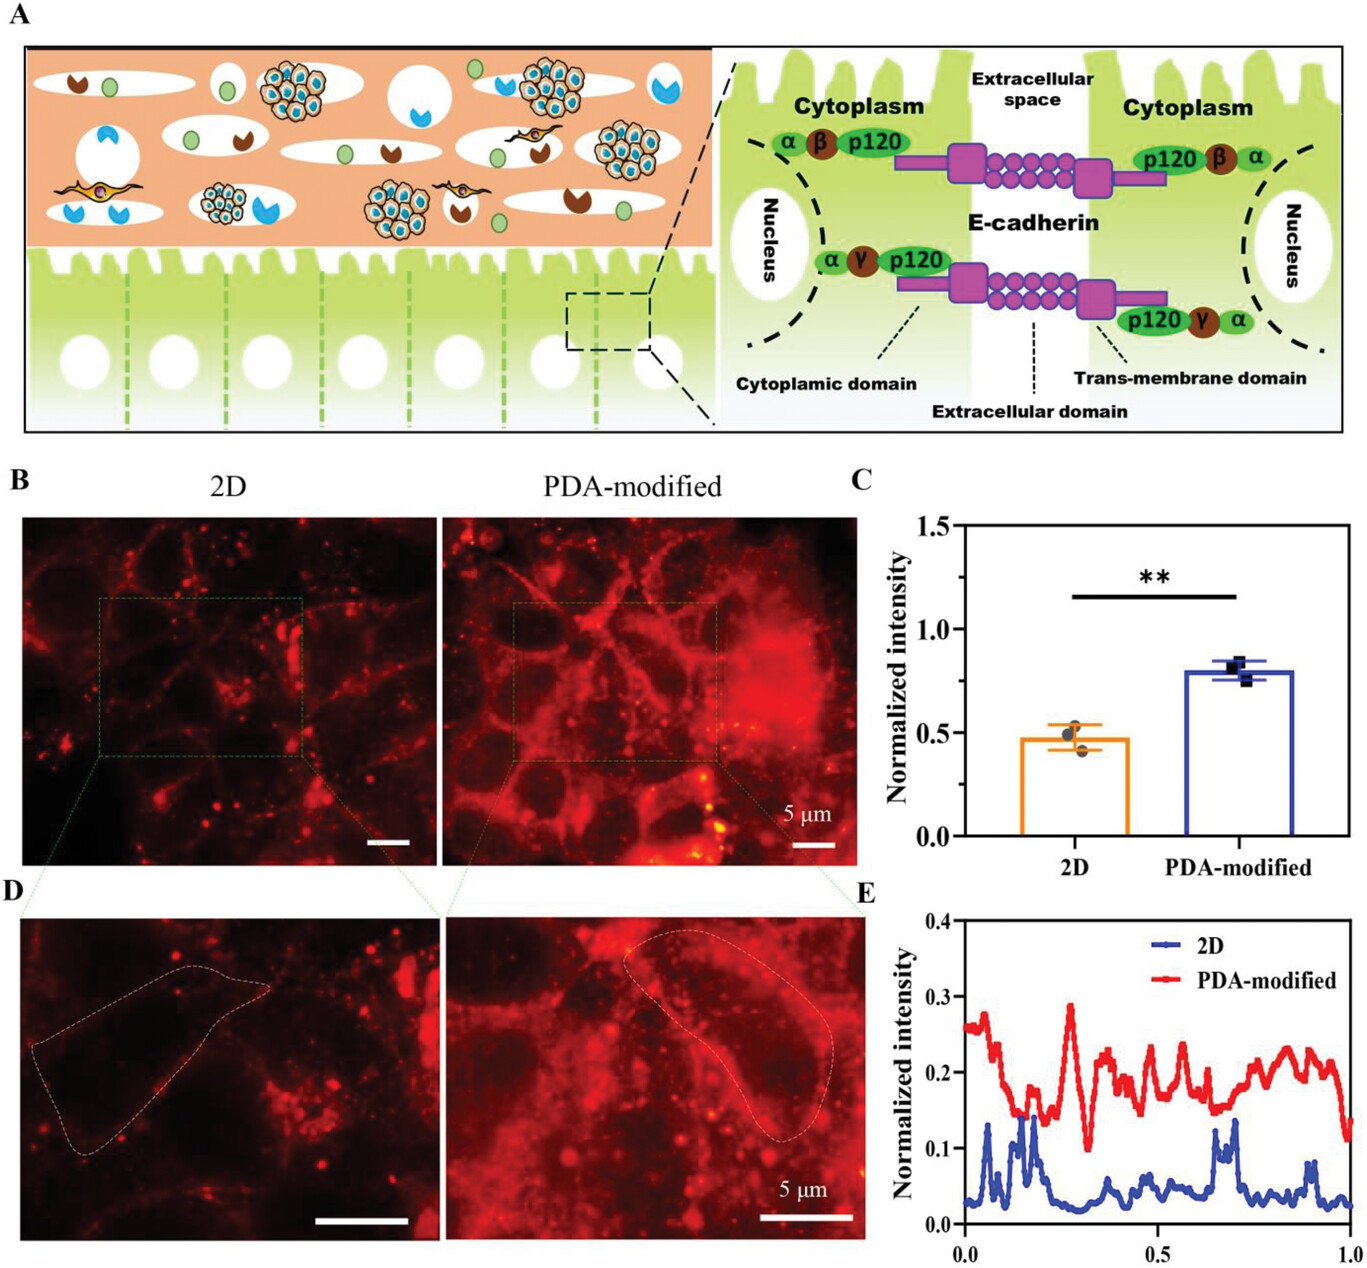 A
Extracellular
space
Cytoplasm
Cytoplasm
α β p120
p120 β α
Nucleus
E-cadherin
Nucleus
α γ p120
p120 γ α
Cytoplamic domain
Trans-membrane domain
Extracellular domain
B
2D
PDA-modified
5 μm
C
1.5
1.0
0.5
0.0
Normalized intensity
**
2D
PDA-modified
D
5 μm
E
0.4
0.3
0.2
0.1
0.0
Normalized intensity
2D
PDA-modified
0.0
0.5
1.0